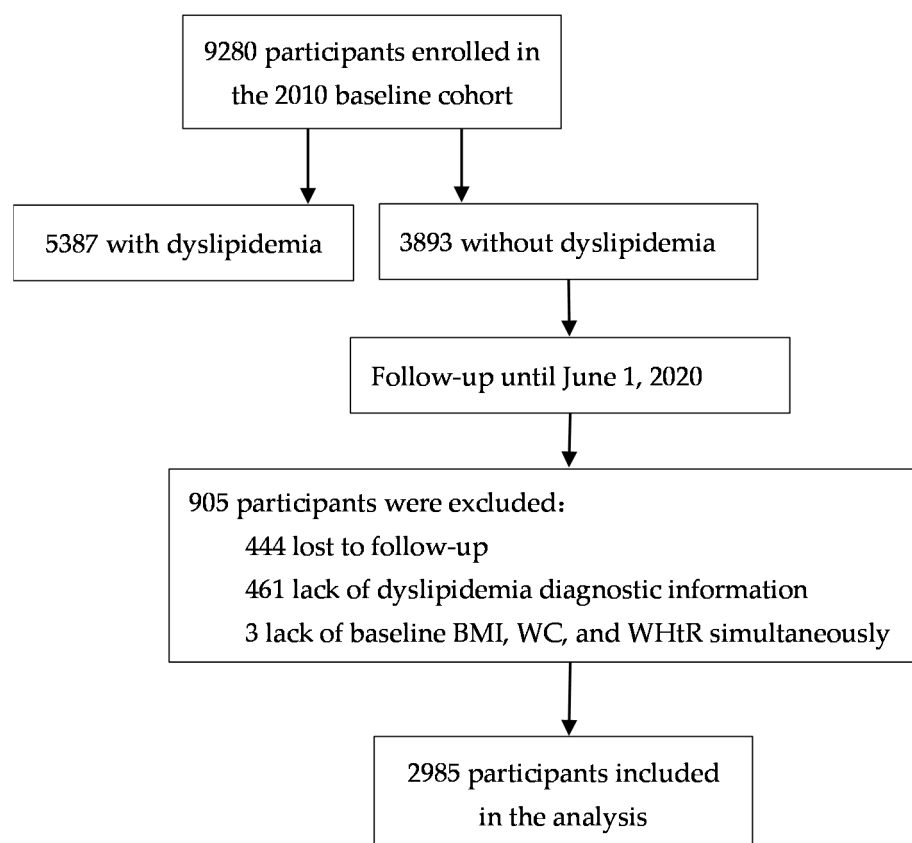 9280 participants enrolled in
the 2010 baseline cohort
5387 with dyslipidemia
3893 without dyslipidemia
Follow-up until June 1, 2020
905 participants were excluded：
444 lost to follow-up
461 lack of dyslipidemia diagnostic information
3 lack of baseline BMI, WC, and WHtR simultaneously
2985 participants included
in the analysis